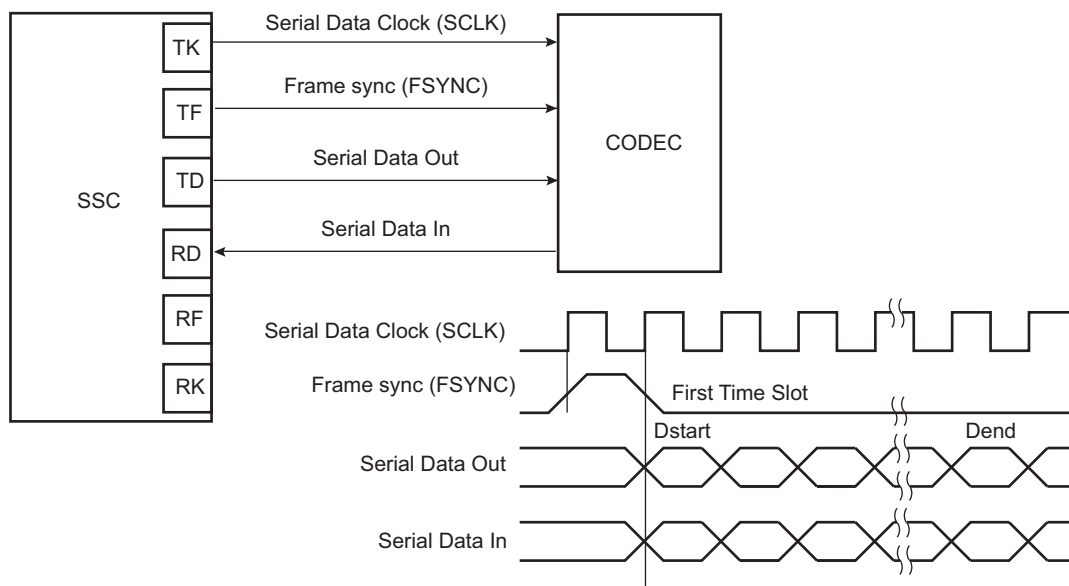 Serial Data Clock (SCLK)
TK
Frame sync (FSYNC)
TF
CODEC
Serial Data Out
TD
SSC
Serial Data In
RD
RF
RK
Serial Data Clock (SCLK)
Frame sync (FSYNC)
First Time Slot
Dstart
Dend
Serial Data Out
Serial Data In